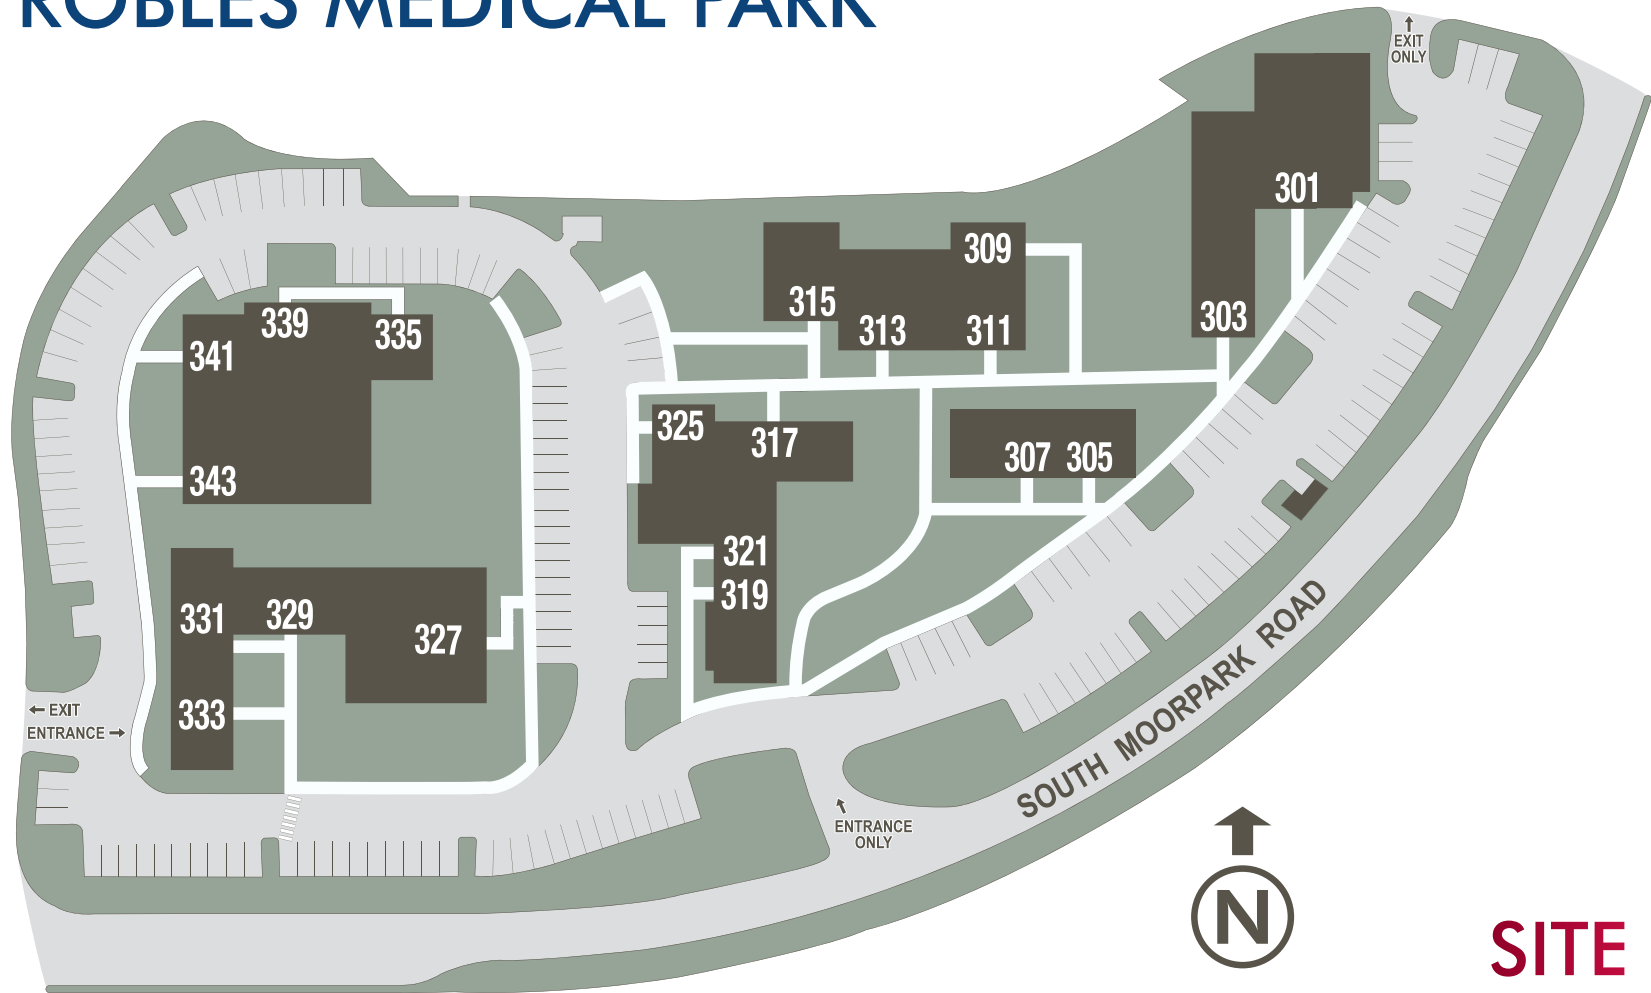 ROBLES MEDICAL PARK
EXIT
ONLY
301
309
315
303
339
313
311
335
341
325
317
307
305
343
321
319
331
329
327
333
EXIT
ENTRANCE
SOUTH MOORPARK ROAD
ENTRANCE
ONLY
N
SITE